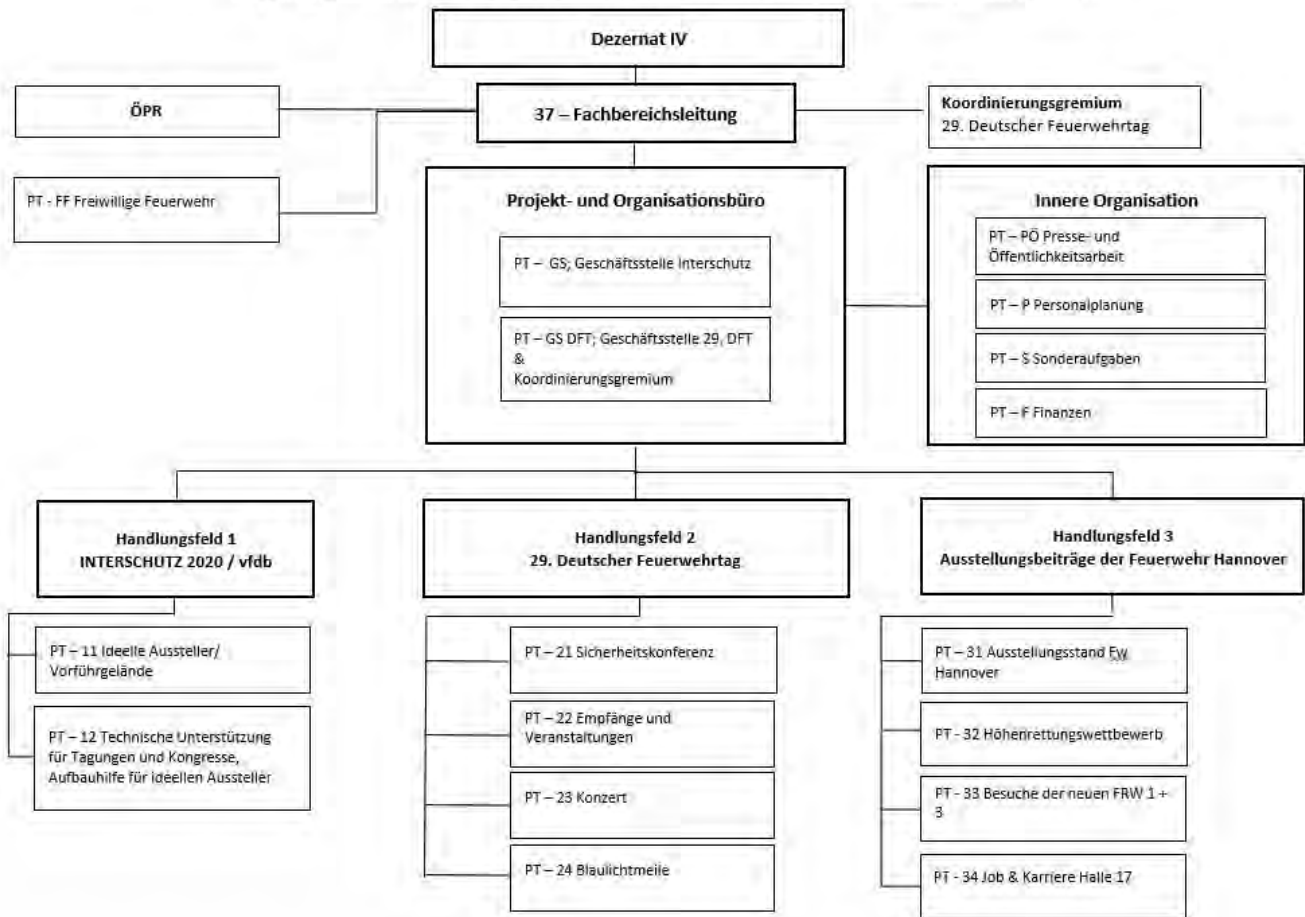 Dezernat IV
ÖPR
37 – Fachbereichsleitung
Koordinierungsgremium
29. Deutscher Feuerwehrtag
PT - FF Freiwillige Feuerwehr
Projekt- und Organisationsbüro
PT – GS; Geschäftsstelle Interschutz
PT – GS DFT; Geschäftsstelle 29. DFT
&
Koordinierungsgremium
Innere Organisation
PT – PÖ Presse- und
Öffentlichkeitsarbeit
PT – P Personalplanung
PT – S Sonderaufgaben
PT – F Finanzen
Handlungsfeld 1
INTERSCHUTZ 2020 / vfdb
PT – 11 Ideelle Aussteller/
Vorführgelände
PT – 12 Technische Unterstützung
für Tagungen und Kongresse,
Aufbauhilfe für ideellen Aussteller
Handlungsfeld 2
29. Deutscher Feuerwehrtag
PT – 21 Sicherheitskonferenz
PT – 22 Empfänge und
Veranstaltungen
PT – 23 Konzert
PT – 24 Blaulichtmeile
Handlungsfeld 3
Ausstellungsbeiträge der Feuerwehr Hannover
PT – 31 Ausstellungsstand Fw
Hannover
PT - 32 Höhenrettungswettbewerb
PT - 33 Besuche der neuen FRW 1 +
3
PT - 34 Job & Karriere Halle 17